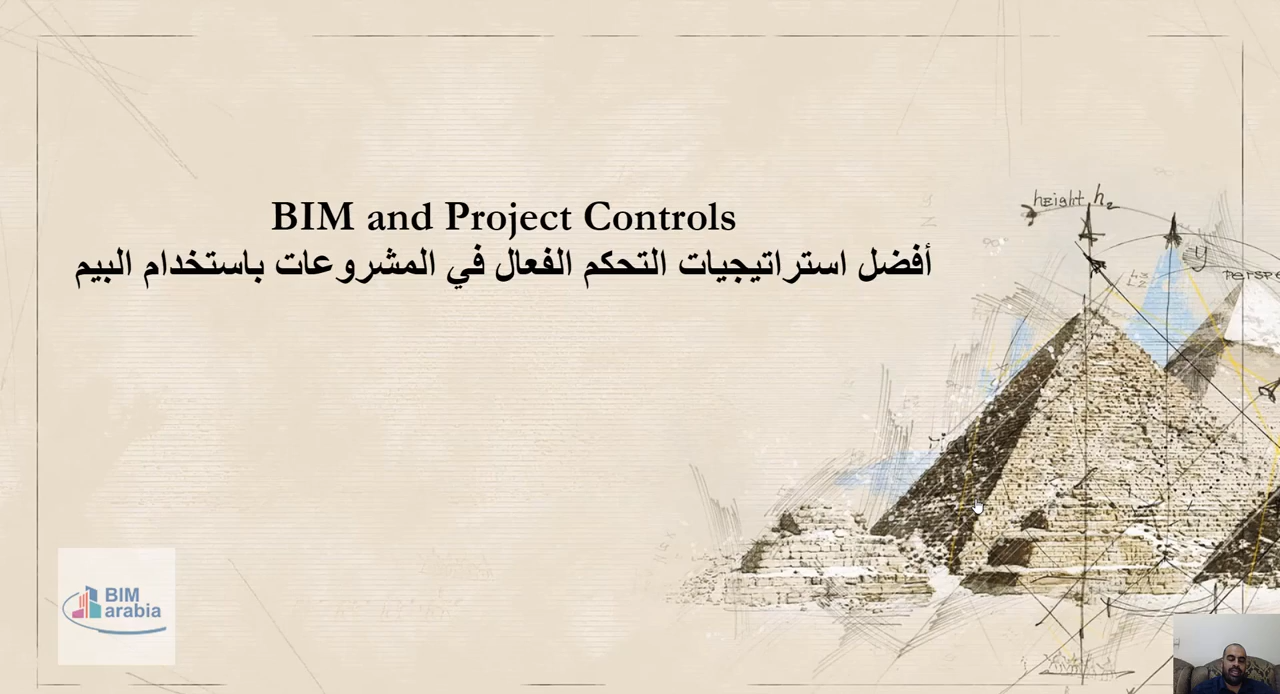 BIM and Project Controls
أفضل استراتيجيات التحكم الفعال في المشروعات باستخدام البيم
height h₂
y
BIM
arabia